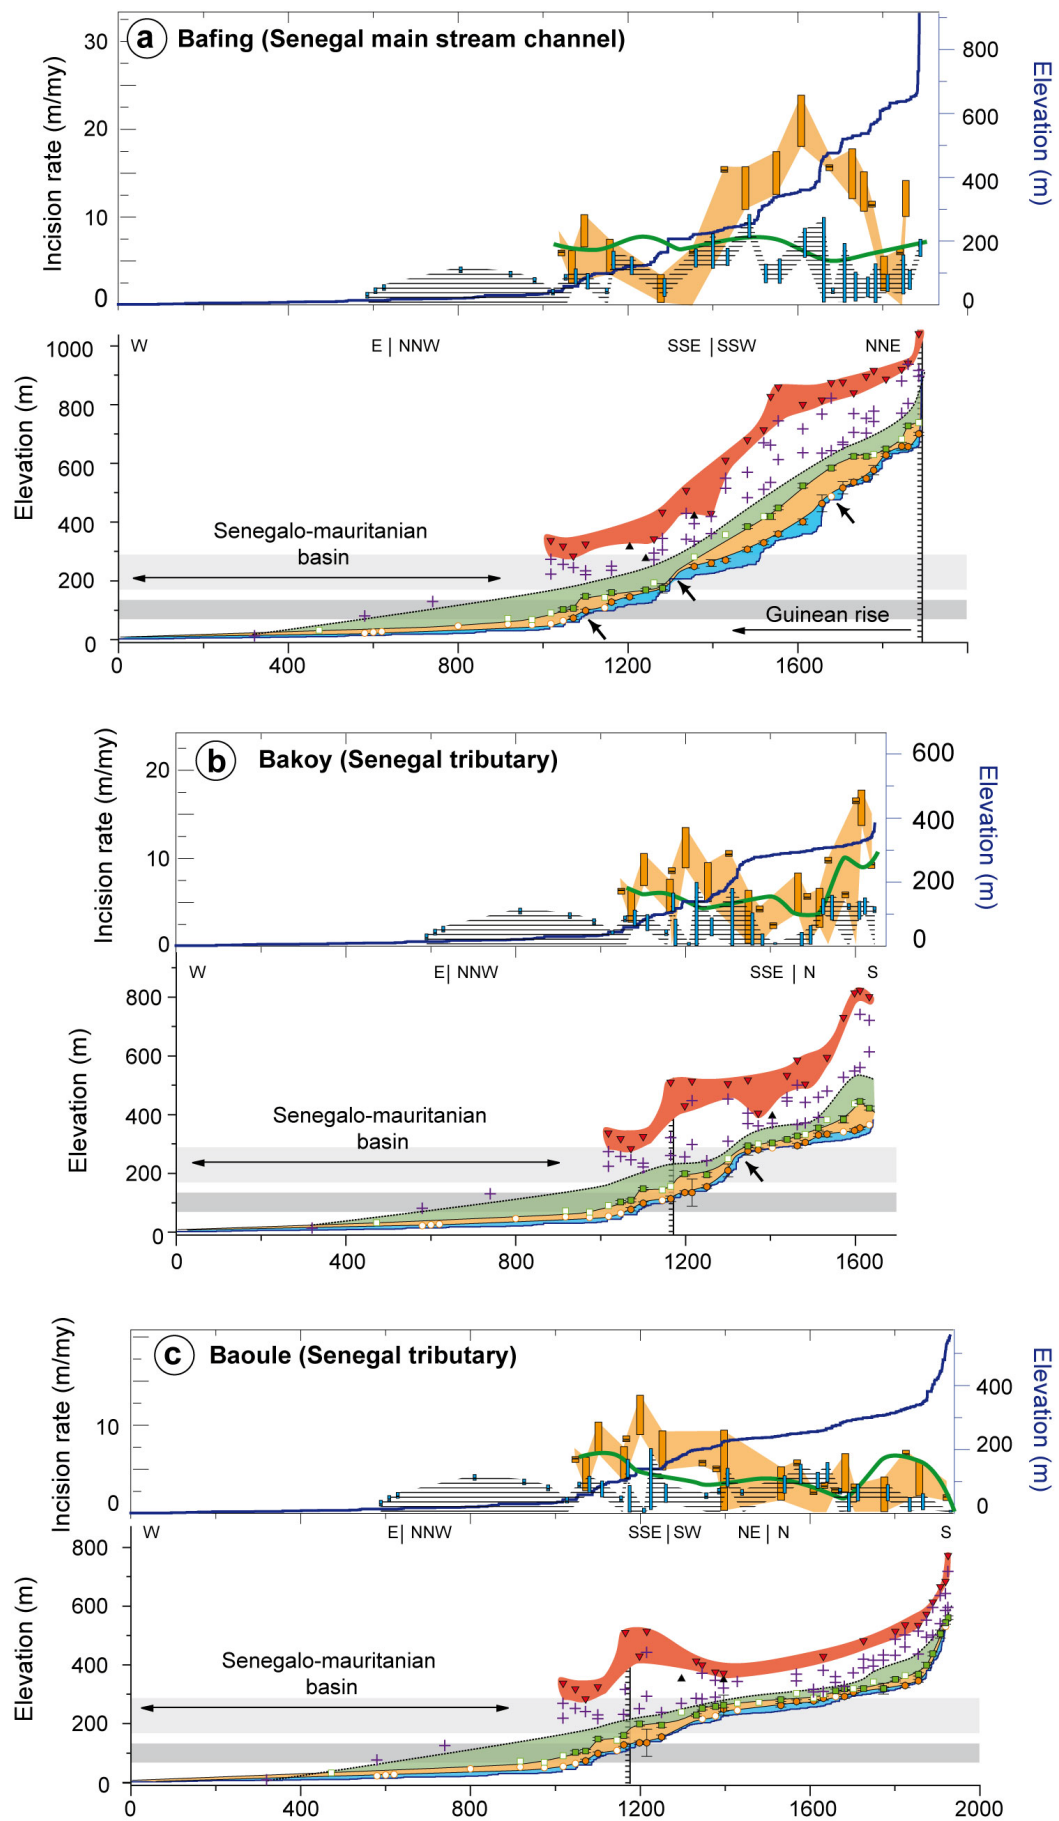 a Bafing (Senegal main stream channel)
Incision rate (m/my)
30
20
10
0
800
600
400
200
0
Elevation (m)
W
E | NNW
SSE | SSW
NNE
Elevation (m)
1000
800
600
400
200
0
Senegalo-mauritanian
basin
Guinean rise
0
400
800
1200
1600
b Bakoy (Senegal tributary)
Incision rate (m/my)
20
10
0
600
400
200
0
Elevation (m)
W
E | NNW
SSE | N
S
Elevation (m)
800
600
400
200
0
Senegalo-mauritanian
basin
0
400
800
1200
1600
c Baoule (Senegal tributary)
Incision rate (m/my)
10
0
400
200
0
Elevation (m)
W
E | NNW
SSE | SW
NE | N
S
Elevation (m)
800
600
400
200
0
Senegalo-mauritanian
basin
0
400
800
1200
1600
2000